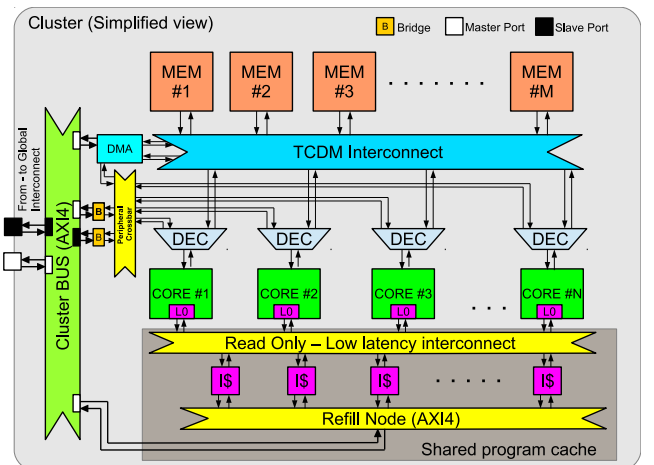 Cluster (Simplified view)
B Bridge Master Port Slave Port
MEM #1
MEM #2
MEM #3
MEM #M
From - to Global Interconnect
DMA
TCDM Interconnect
B
B
Peripheral Crossbar
Cluster BUS (AXI4)
DEC
DEC
DEC
DEC
CORE #1
L0
CORE #2
L0
CORE #3
L0
CORE #N
L0
Read Only – Low latency interconnect
I$
I$
I$
I$
Refill Node (AXI4)
Shared program cache